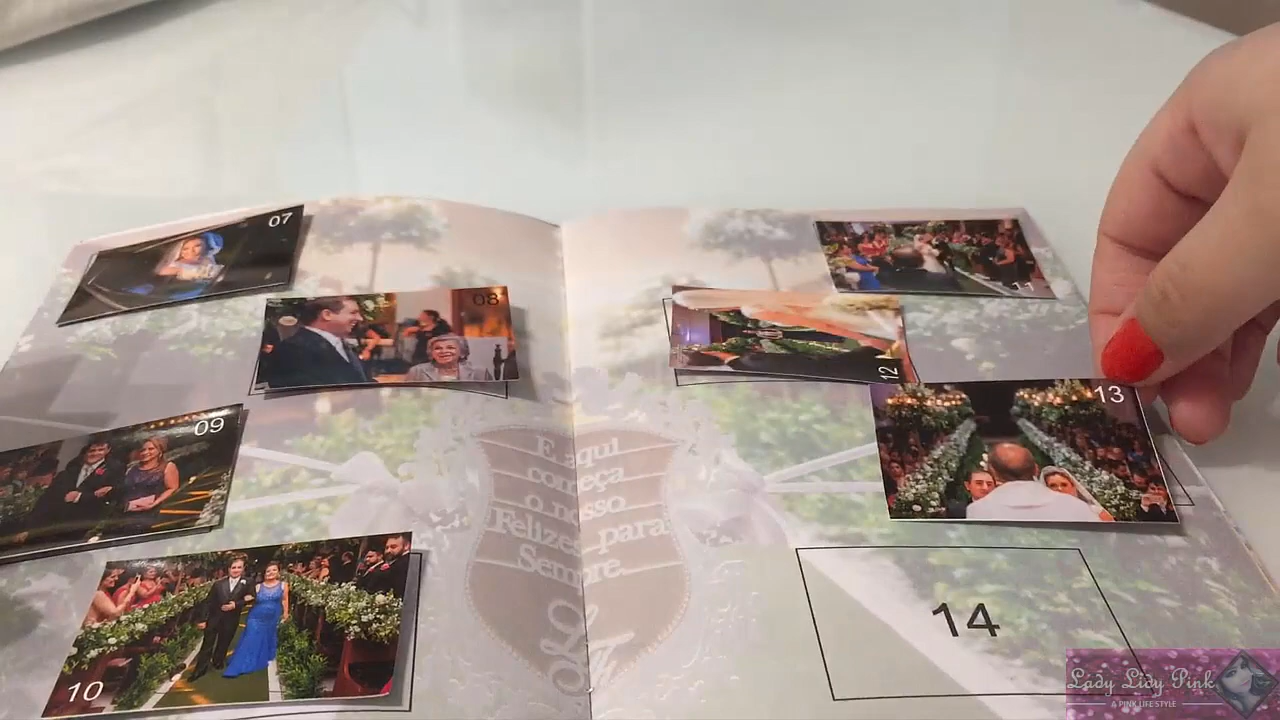 07
08
09
10
E aqui
começa
o nosso
Felizes para
Sempre
11
12
13
14
Lady Lidy Pink
A PINK LIFE STYLE